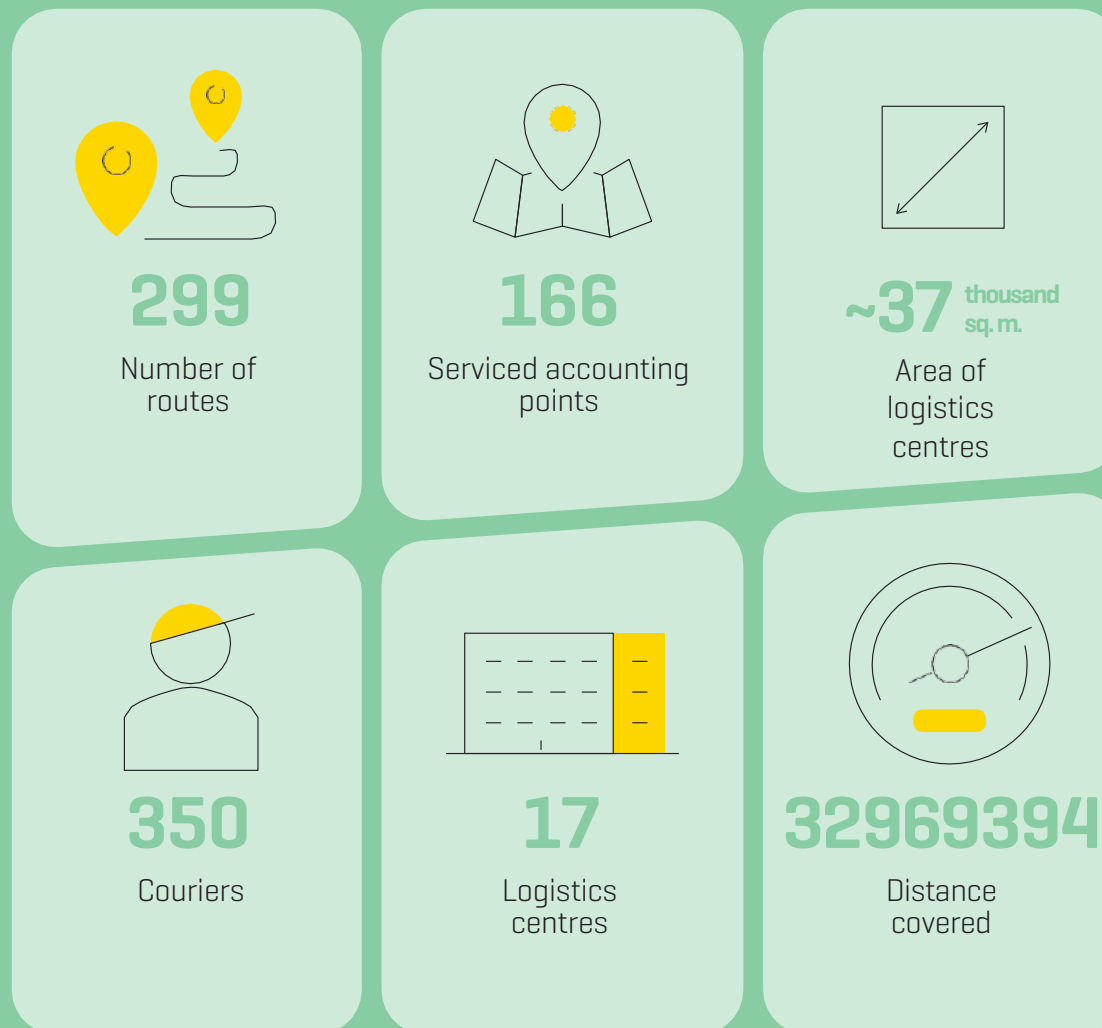 299
Number of
routes
166
Serviced accounting
points
~37 thousand
sq. m.
Area of
logistics
centres
350
Couriers
17
Logistics
centres
32969394
Distance
covered